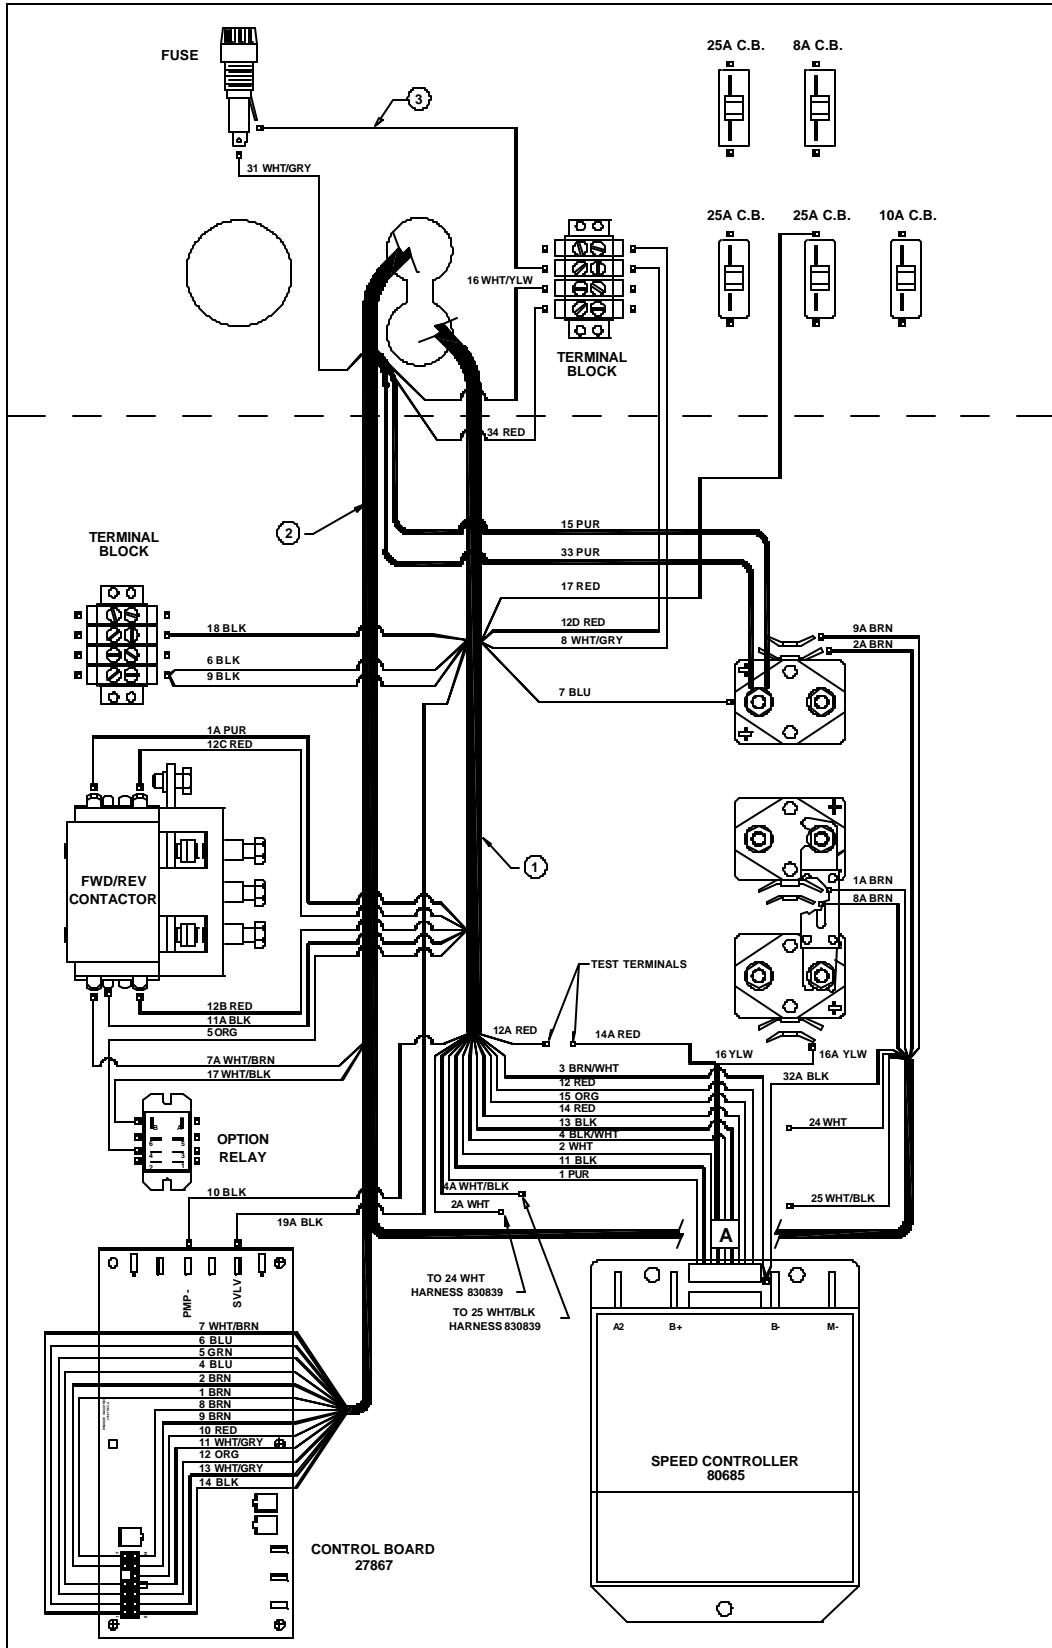 FUSE
25A C.B.
8A C.B.
3
31 WHT/GRY
25A C.B.
25A C.B.
10A C.B.
16 WHT/YLW
TERMINAL
BLOCK
34 RED
2
15 PUR
TERMINAL
BLOCK
33 PUR
17 RED
18 BLK
12D RED
9A BRN
8 WHT/GRY
2A BRN
6 BLK
9 BLK
7 BLU
1A PUR
12C RED
1
FWD/REV
CONTACTOR
1A BRN
8A BRN
TEST TERMINALS
12B RED
11A BLK
5 ORG
12A RED
14A RED
7A WHT/BRN
16 YLW
16A YLW
17 WHT/BLK
3 BRN/WHT
32A BLK
12 RED
15 ORG
14 RED
13 BLK
24 WHT
4 BLK/WHT
2 WHT
11 BLK
1 PUR
B
A
6
5
4
3
2
1
OPTION
RELAY
10 BLK
4A WHT/BLK
25 WHT/BLK
2A WHT
19A BLK
A
TO 24 WHT
HARNESS 830839
TO 25 WHT/BLK
HARNESS 830839
PMP -
SVLV
A2
B+
B-
M-
7 WHT/BRN
6 BLU
5 GRN
4 BLU
2 BRN
1 BRN
8 BRN
9 BRN
10 RED
11 WHT/GRY
12 ORG
13 WHT/GRY
14 BLK
SPEED CONTROLLER
80685
CONTROL BOARD
27867